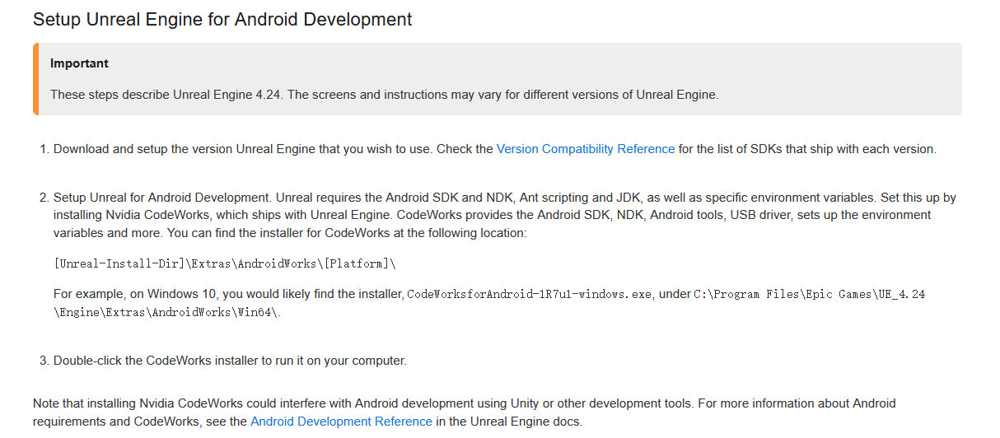 Setup Unreal Engine for Android Development
Important
These steps describe Unreal Engine 4.24. The screens and instructions may vary for different versions of Unreal Engine.
1. Download and setup the version Unreal Engine that you wish to use. Check the Version Compatibility Reference for the list of SDKs that ship with each version.
2. Setup Unreal for Android Development. Unreal requires the Android SDK and NDK, Ant scripting and JDK, as well as specific environment variables. Set this up by
installing Nvidia CodeWorks, which ships with Unreal Engine. CodeWorks provides the Android SDK, NDK, Android tools, USB driver, sets up the environment
variables and more. You can find the installer for CodeWorks at the following location:
[Unreal-Install-Dir]\Extras\AndroidWorks\[Platform]\
For example, on Windows 10, you would likely find the installer, CodeWorksforAndroid-1R7u1-windows.exe, under C:\Program Files\Epic Games\UE_4.24
\Engine\Extras\AndroidWorks\Win64\.
3. Double-click the CodeWorks installer to run it on your computer.
Note that installing Nvidia CodeWorks could interfere with Android development using Unity or other development tools. For more information about Android
requirements and CodeWorks, see the Android Development Reference in the Unreal Engine docs.